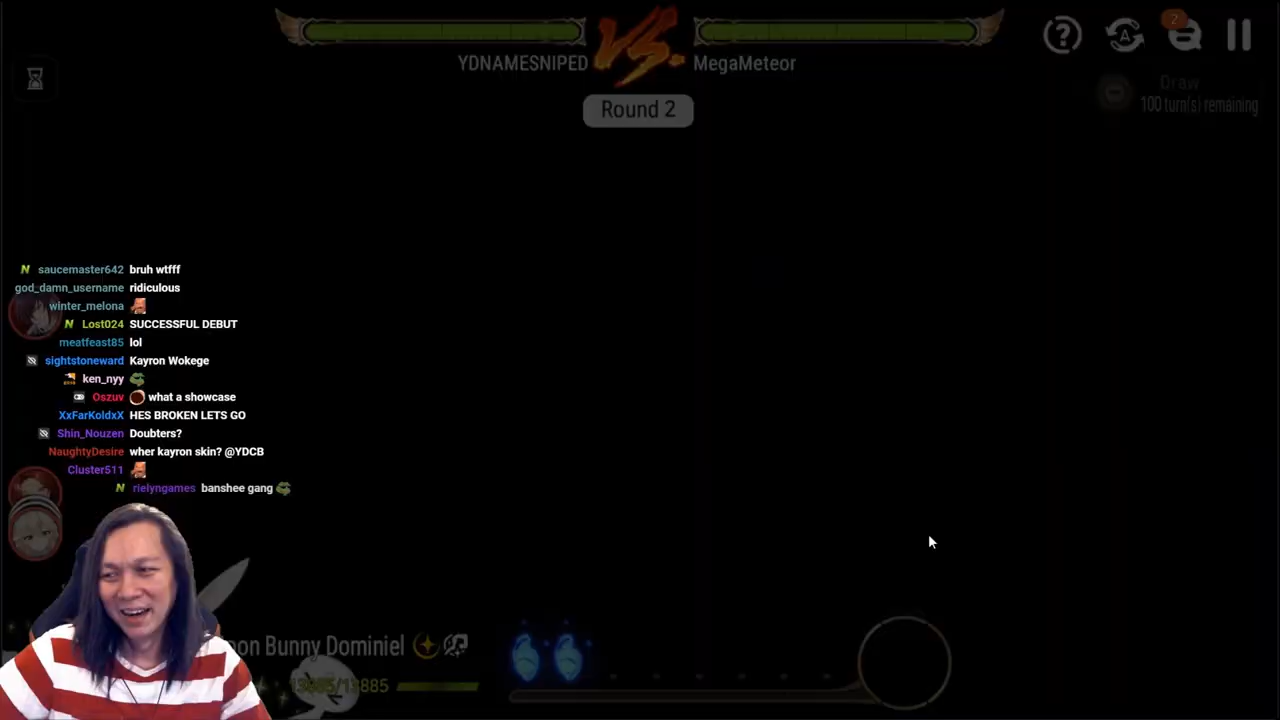 YDNAMESNIPED
VS.
MegaMeteor
2
A
Round 2
Draw
100 turn(s) remaining
saucemaster642 bruh wtfff
god_damn_username ridiculous
winter_melona
Lost024 SUCCESSFUL DEBUT
meatfeast85 lol
sightstoneward Kayron Wokege
ken_nyy
Oszuv what a showcase
XxFarKoldxX HES BROKEN LETS GO
Shin_Nouzen Doubters?
NaughtyDesire wher kayron skin? @YDCB
Cluster511
rielyngames banshee gang
Bunny Dominiel